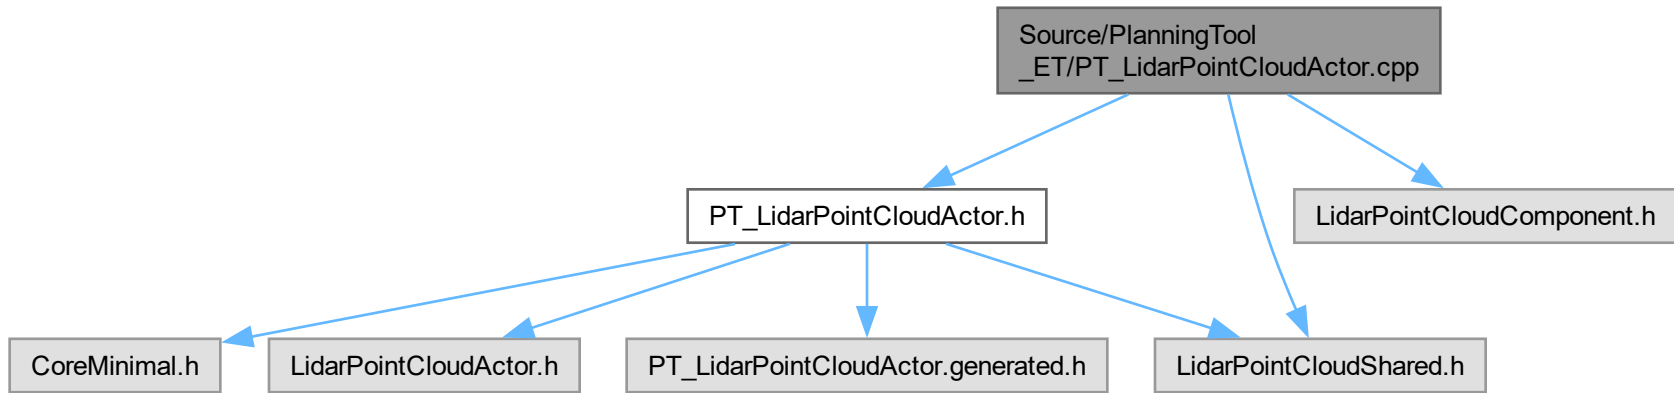 Source/PlanningTool
_ET/PT_LidarPointCloudActor.cpp
PT_LidarPointCloudActor.h
LidarPointCloudComponent.h
CoreMinimal.h
LidarPointCloudActor.h
PT_LidarPointCloudActor.generated.h
LidarPointCloudShared.h